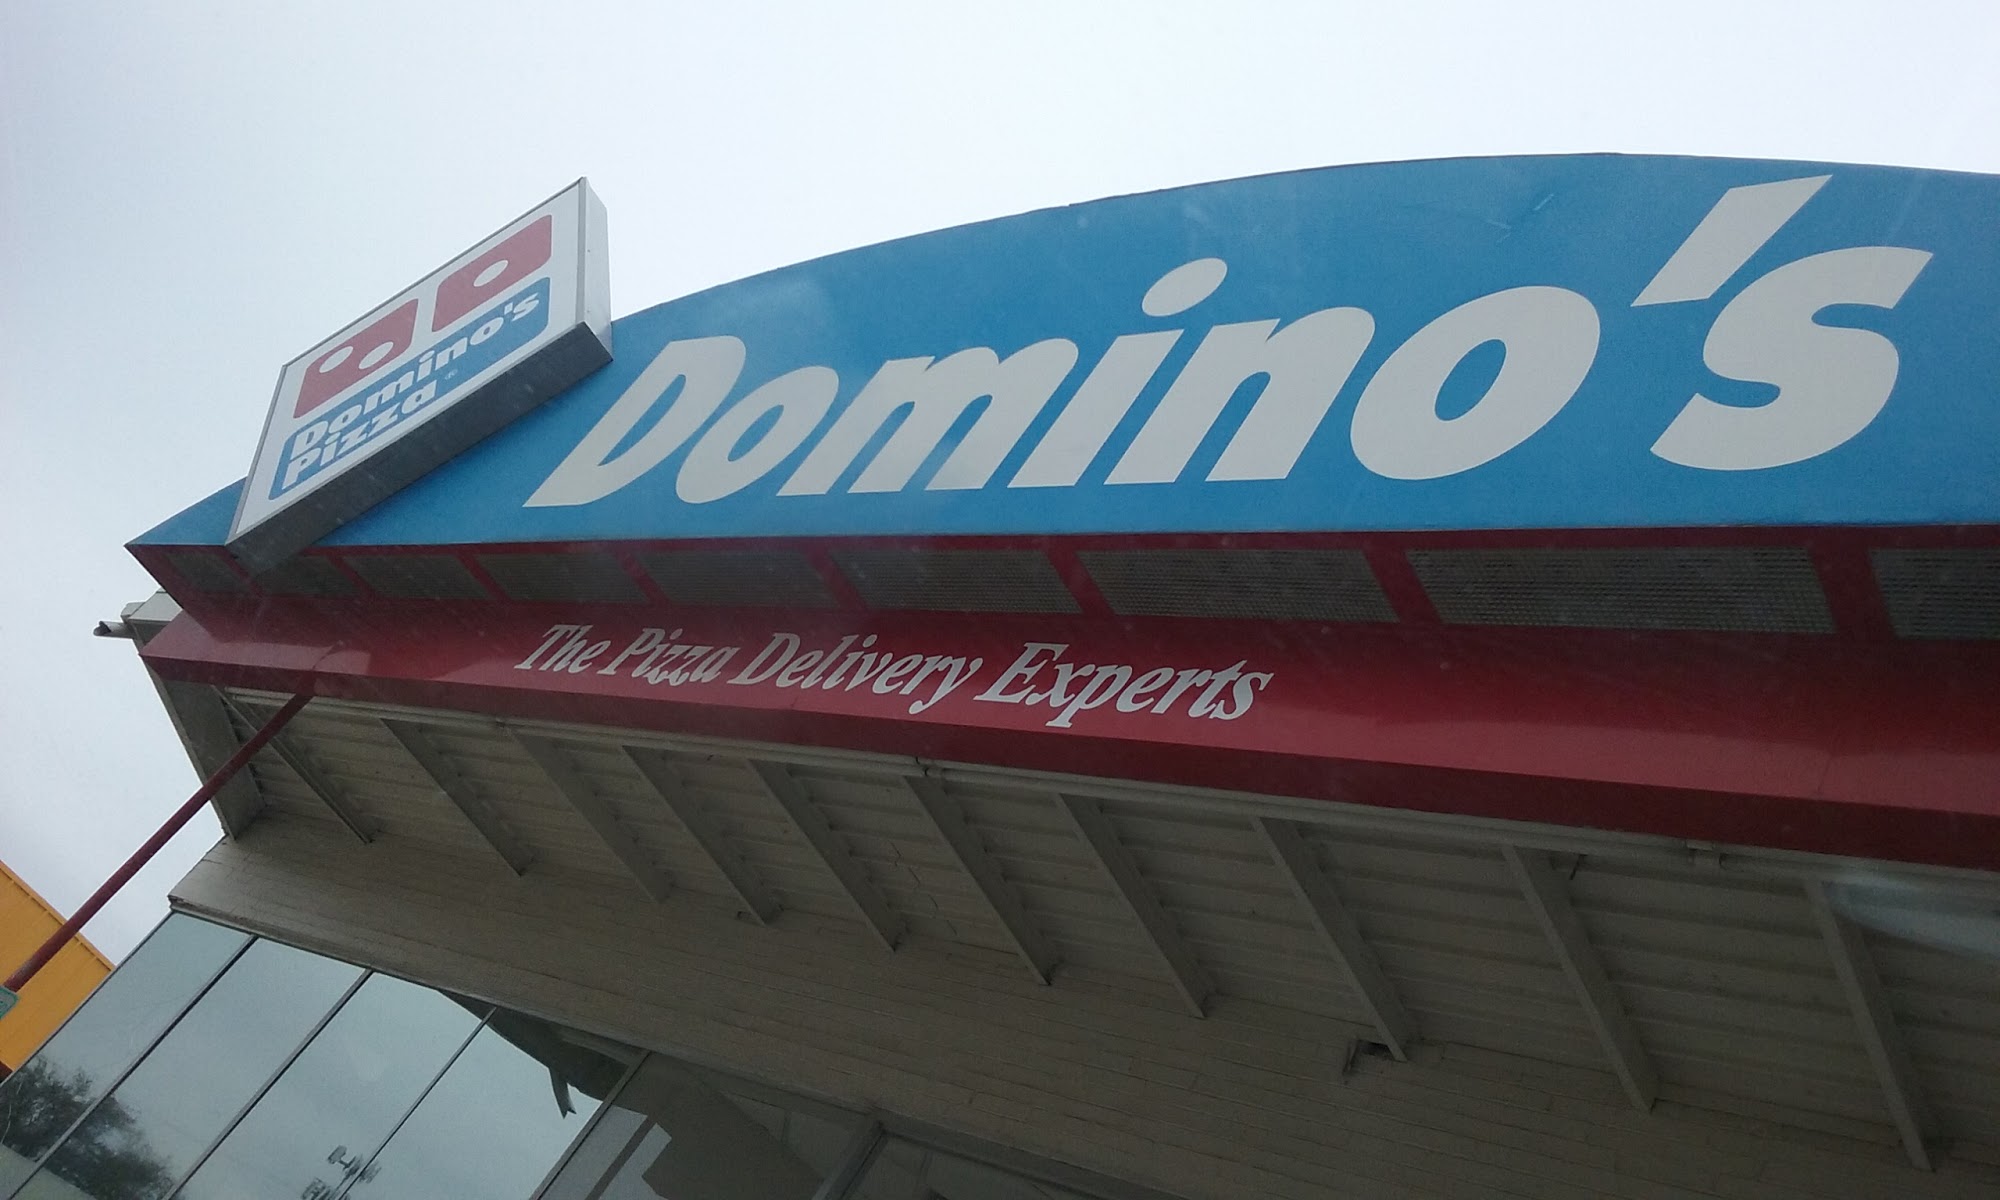 Domino's
Pizza®
Domino's
The Pizza Delivery Experts